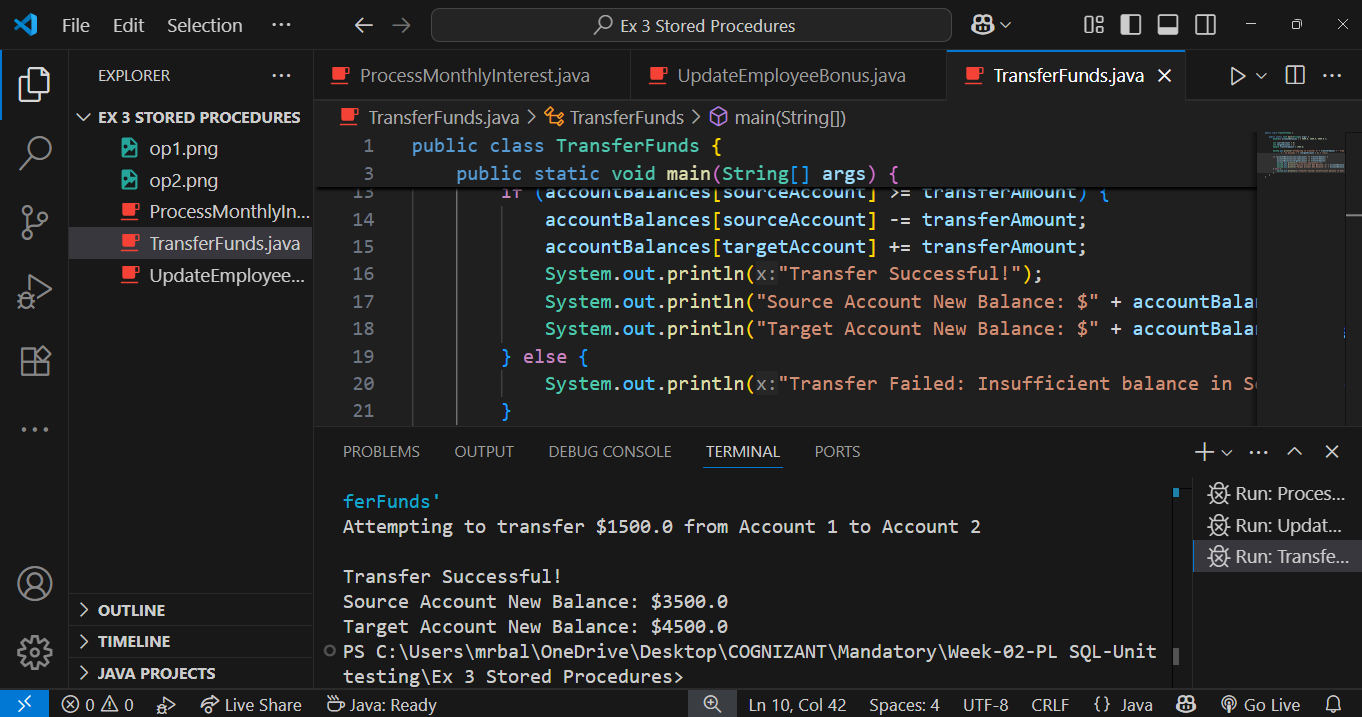 File Edit Selection ··· Ex 3 Stored Procedures
EXPLORER ···
EX 3 STORED PROCEDURES
op1.png
op2.png
ProcessMonthlyIn...
TransferFunds.java
UpdateEmployee...
OUTLINE
TIMELINE
JAVA PROJECTS
ProcessMonthlyInterest.java UpdateEmployeeBonus.java TransferFunds.java
TransferFunds.java > TransferFunds > main(String[])
1 public class TransferFunds {
3 public static void main(String[] args) {
13 if (accountBalances[sourceAccount] >= transferAmount) {
14 accountBalances[sourceAccount] -= transferAmount;
15 accountBalances[targetAccount] += transferAmount;
16 System.out.println(x:"Transfer Successful!");
17 System.out.println("Source Account New Balance: $" + accountBala
18 System.out.println("Target Account New Balance: $" + accountBala
19 } else {
20 System.out.println(x:"Transfer Failed: Insufficient balance in S
21 }
PROBLEMS OUTPUT DEBUG CONSOLE TERMINAL PORTS
ferFunds'
Attempting to transfer $1500.0 from Account 1 to Account 2
Transfer Successful!
Source Account New Balance: $3500.0
Target Account New Balance: $4500.0
PS C:\Users\mrbal\OneDrive\Desktop\COGNIZANT\Mandatory\Week-02-PL SQL-Unit
testing\Ex 3 Stored Procedures>
Run: Proces...
Run: Updat...
Run: Transfe...
0 0 Live Share Java: Ready Ln 10, Col 42 Spaces: 4 UTF-8 CRLF {} Java Go Live